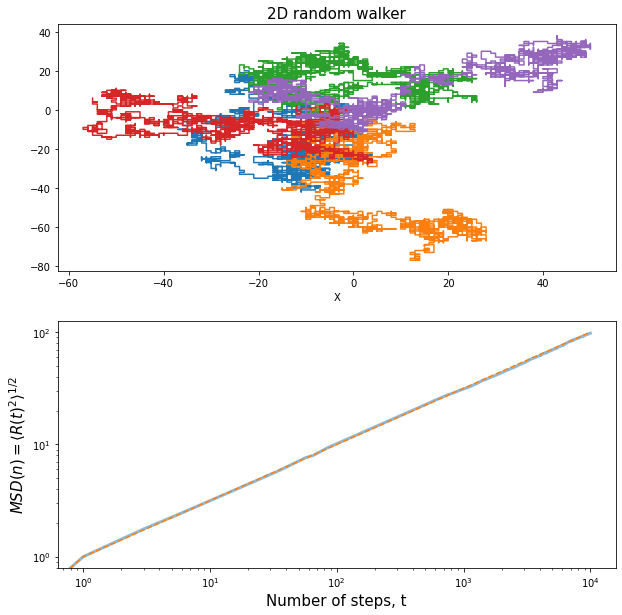 2D random walker
40
20
0
−20
−40
−60
−80
−60 −40 −20 0 20 40
X
10² 10¹ 10⁰
MSD(n) = ⟨R(t)²⟩^{1/2}
10⁰ 10¹ 10² 10³ 10⁴
Number of steps, t